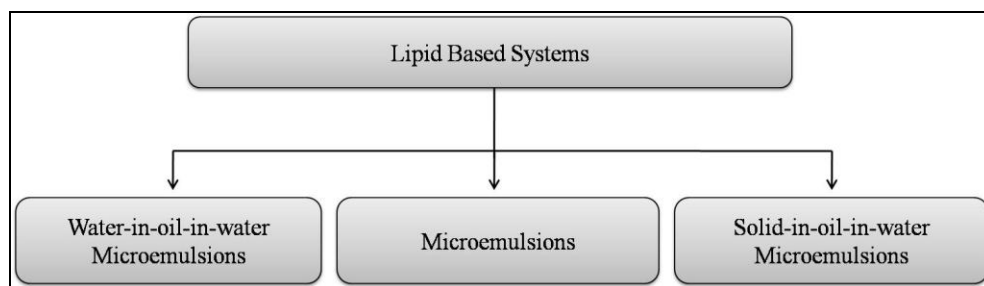 Lipid Based Systems
Water-in-oil-in-water
Microemulsions
Microemulsions
Solid-in-oil-in-water
Microemulsions